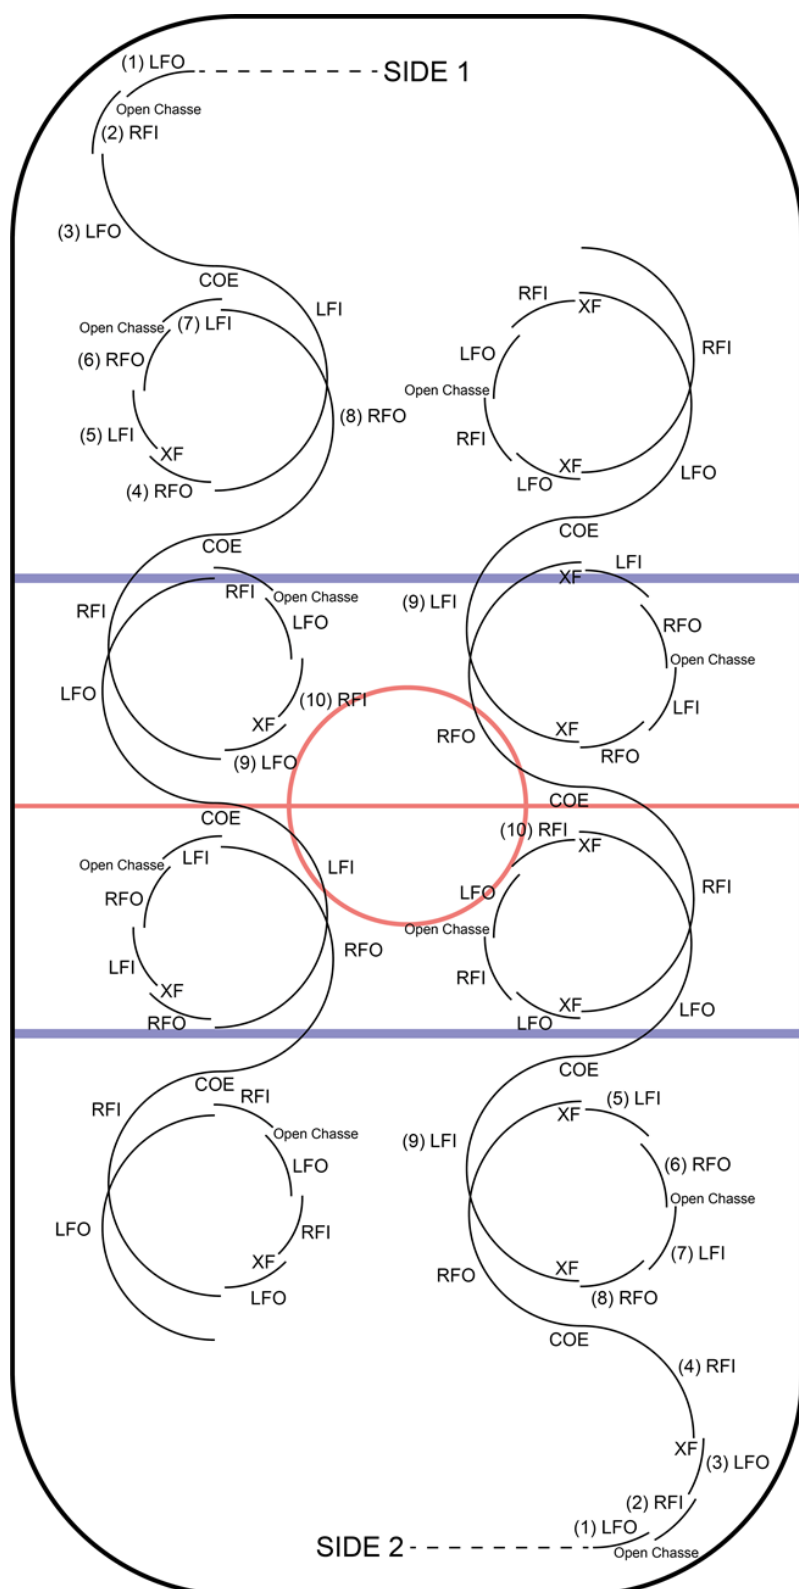 (1) LFO
SIDE 1
Open Chasse
(2) RFI
(3) LFO
COE
LFI
Open Chasse
(7) LFI
(6) RFO
(8) RFO
(5) LFI
XF
(4) RFO
COE
RFI
RFI
Open Chasse
LFO
LFO
(10) RFI
XF
(9) LFO
COE
LFI
Open Chasse
LFI
RFO
RFO
LFI
XF
RFO
COE
RFI
RFI
Open Chasse
LFO
LFO
RFI
XF
LFO
RFI
XF
RFI
LFO
Open Chasse
RFI
LFO
XF
LFO
COE
LFI
XF
(9) LFI
RFO
Open Chasse
LFI
XF
RFO
RFO
COE
(10) RFI
XF
RFI
LFO
Open Chasse
RFI
XF
LFO
LFO
COE
(5) LFI
XF
(9) LFI
(6) RFO
Open Chasse
(7) LFI
XF
RFO
(8) RFO
COE
(4) RFI
XF
(3) LFO
(2) RFI
(1) LFO
SIDE 2
Open Chasse